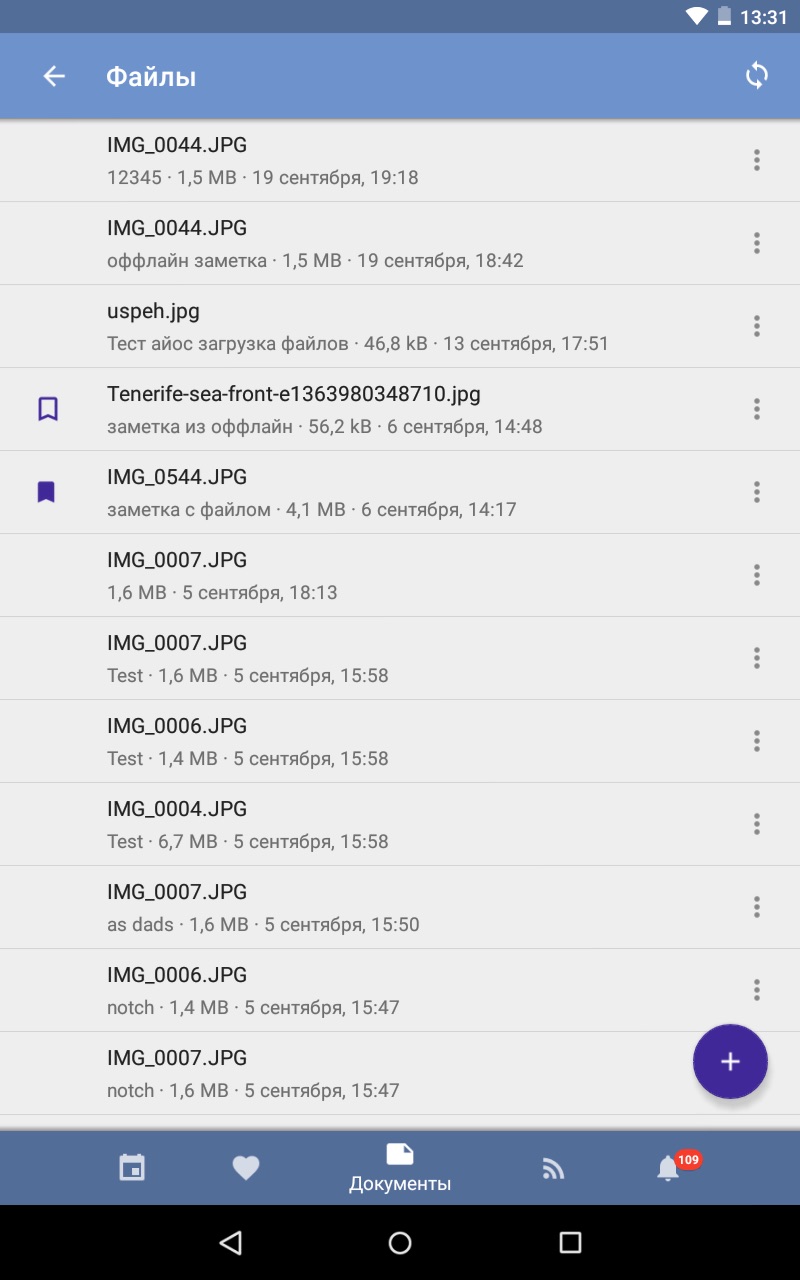 13:31
Файлы
IMG_0044.JPG
12345 · 1,5 MB · 19 сентября, 19:18
IMG_0044.JPG
оффлайн заметка · 1,5 MB · 19 сентября, 18:42
uspeh.jpg
Тест айос загрузка файлов · 46,8 kB · 13 сентября, 17:51
Tenerife-sea-front-e1363980348710.jpg
заметка из оффлайн · 56,2 kB · 6 сентября, 14:48
IMG_0544.JPG
заметка с файлом · 4,1 MB · 6 сентября, 14:17
IMG_0007.JPG
1,6 MB · 5 сентября, 18:13
IMG_0007.JPG
Test · 1,6 MB · 5 сентября, 15:58
IMG_0006.JPG
Test · 1,4 MB · 5 сентября, 15:58
IMG_0004.JPG
Test · 6,7 MB · 5 сентября, 15:58
IMG_0007.JPG
as dads · 1,6 MB · 5 сентября, 15:50
IMG_0006.JPG
notch · 1,4 MB · 5 сентября, 15:47
IMG_0007.JPG
notch · 1,6 MB · 5 сентября, 15:47
109
Документы